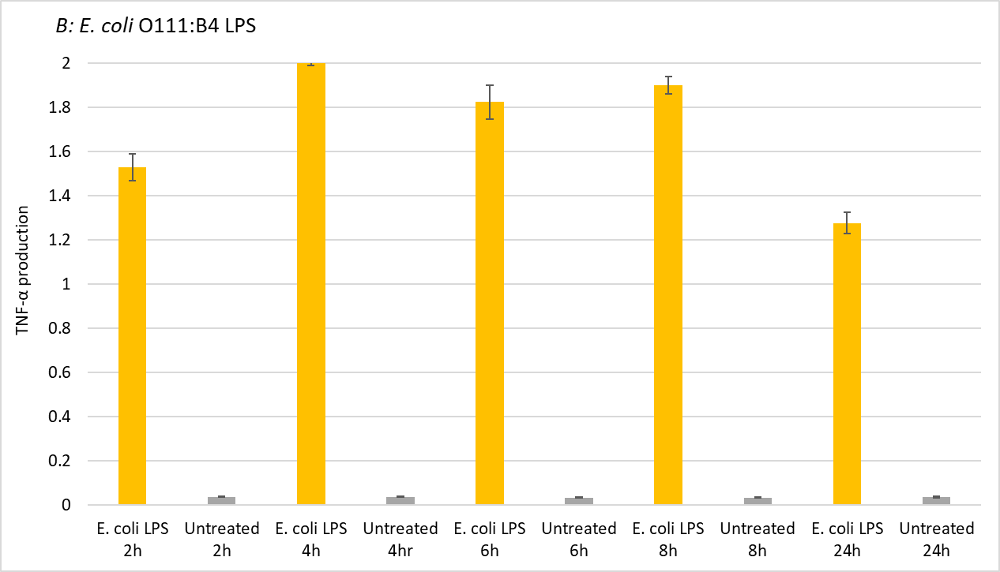 B: E. coli O111:B4 LPS
TNF-α production
2
1.8
1.6
1.4
1.2
1
0.8
0.6
0.4
0.2
0
E. coli LPS
2h
Untreated
2h
E. coli LPS
4h
Untreated
4hr
E. coli LPS
6h
Untreated
6h
E. coli LPS
8h
Untreated
8h
E. coli LPS
24h
Untreated
24h